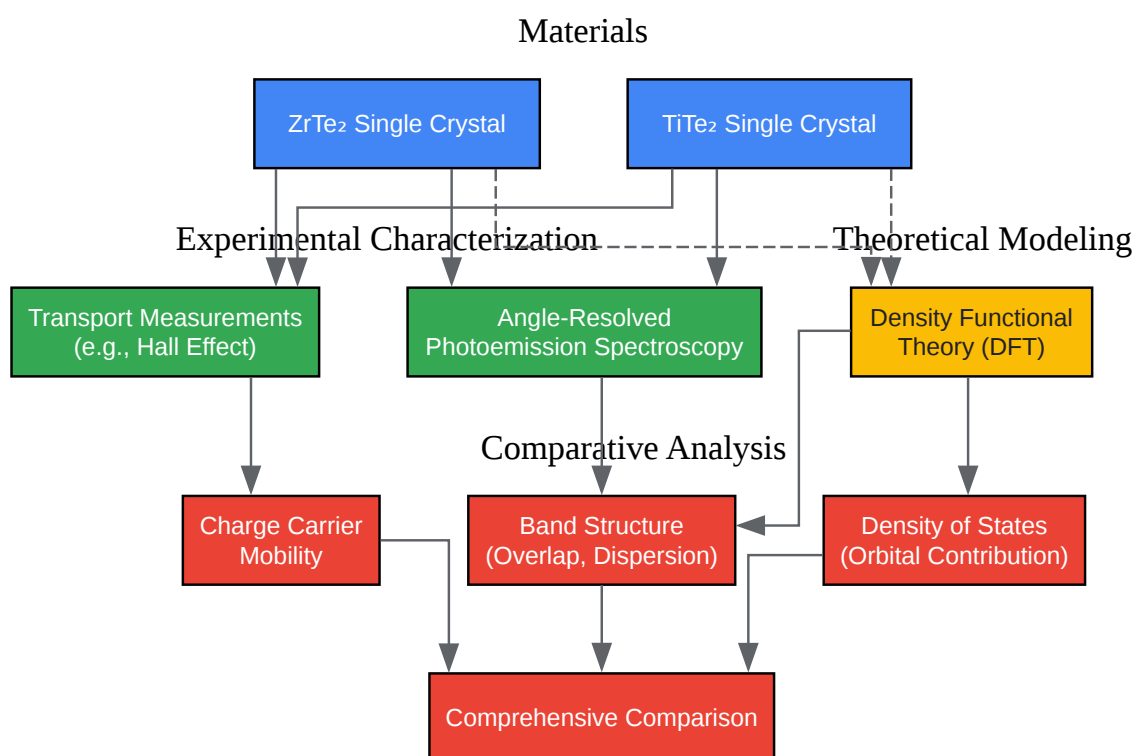 Materials
ZrTe₂ Single Crystal
TiTe₂ Single Crystal
Experimental Characterization
Theoretical Modeling
Transport Measurements
(e.g., Hall Effect)
Angle-Resolved
Photoemission Spectroscopy
Density Functional
Theory (DFT)
Comparative Analysis
Charge Carrier
Mobility
Band Structure
(Overlap, Dispersion)
Density of States
(Orbital Contribution)
Comprehensive Comparison